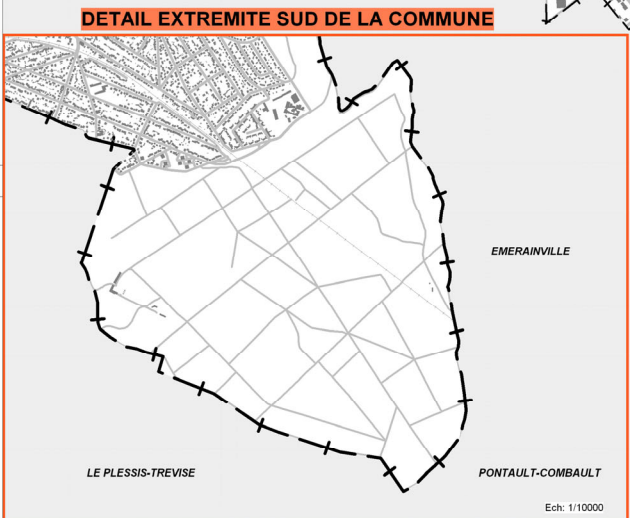 DETAIL EXTREMITE SUD DE LA COMMUNE
EMERAINVILLE
LE PLESSIS-TREVISE
PONTAULT-COMBAULT
Ech: 1/10000